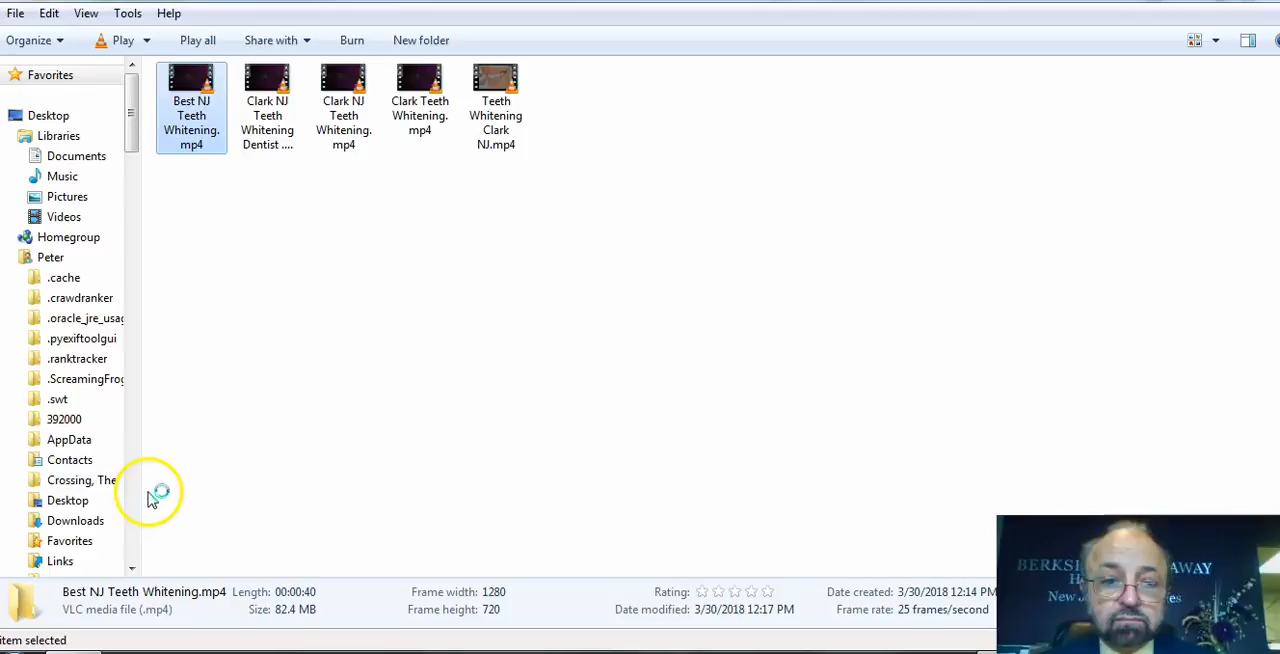 File Edit View Tools Help
Organize Play Play all Share with Burn New folder
Favorites
Desktop
Libraries
Documents
Music
Pictures
Videos
Homegroup
Peter
.cache
.crawdranker
.oracle_jre_usag
.pyexiftoolgui
.ranktracker
.ScreamingFrog
.swt
392000
AppData
Contacts
Crossing, The
Desktop
Downloads
Favorites
Links
Best NJ
Teeth
Whitening.
mp4
Clark NJ
Teeth
Whitening
Dentist ....
Clark NJ
Teeth
Whitening.
mp4
Clark Teeth
Whitening.
mp4
Teeth
Whitening
Clark
NJ.mp4
Best NJ Teeth Whitening.mp4 Length: 00:00:40 Frame width: 1280 Rating: Date created: 3/30/2018 12:14 PM
VLC media file (.mp4) Size: 82.4 MB Frame height: 720 Date modified: 3/30/2018 12:17 PM Frame rate: 25 frames/second
item selected
BERKS AWAY
New J